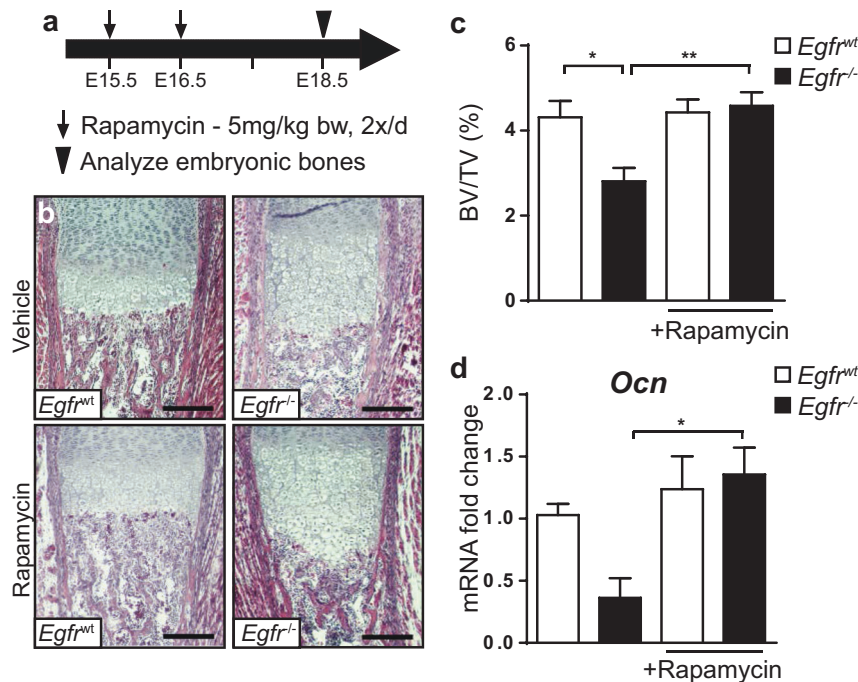 a
E15.5 E16.5 E18.5
Rapamycin - 5mg/kg bw, 2x/d
Analyze embryonic bones
b
Vehicle
Egfrwt
Egfr-/-
Rapamycin
Egfrwt
Egfr-/-
c
Egfrwt
Egfr-/-
* **
BV/TV (%)
6
4
2
0
+Rapamycin
d
Ocn
Egfrwt
Egfr-/-
*
mRNA fold change
2.0
1.5
1.0
0.5
0.0
+Rapamycin